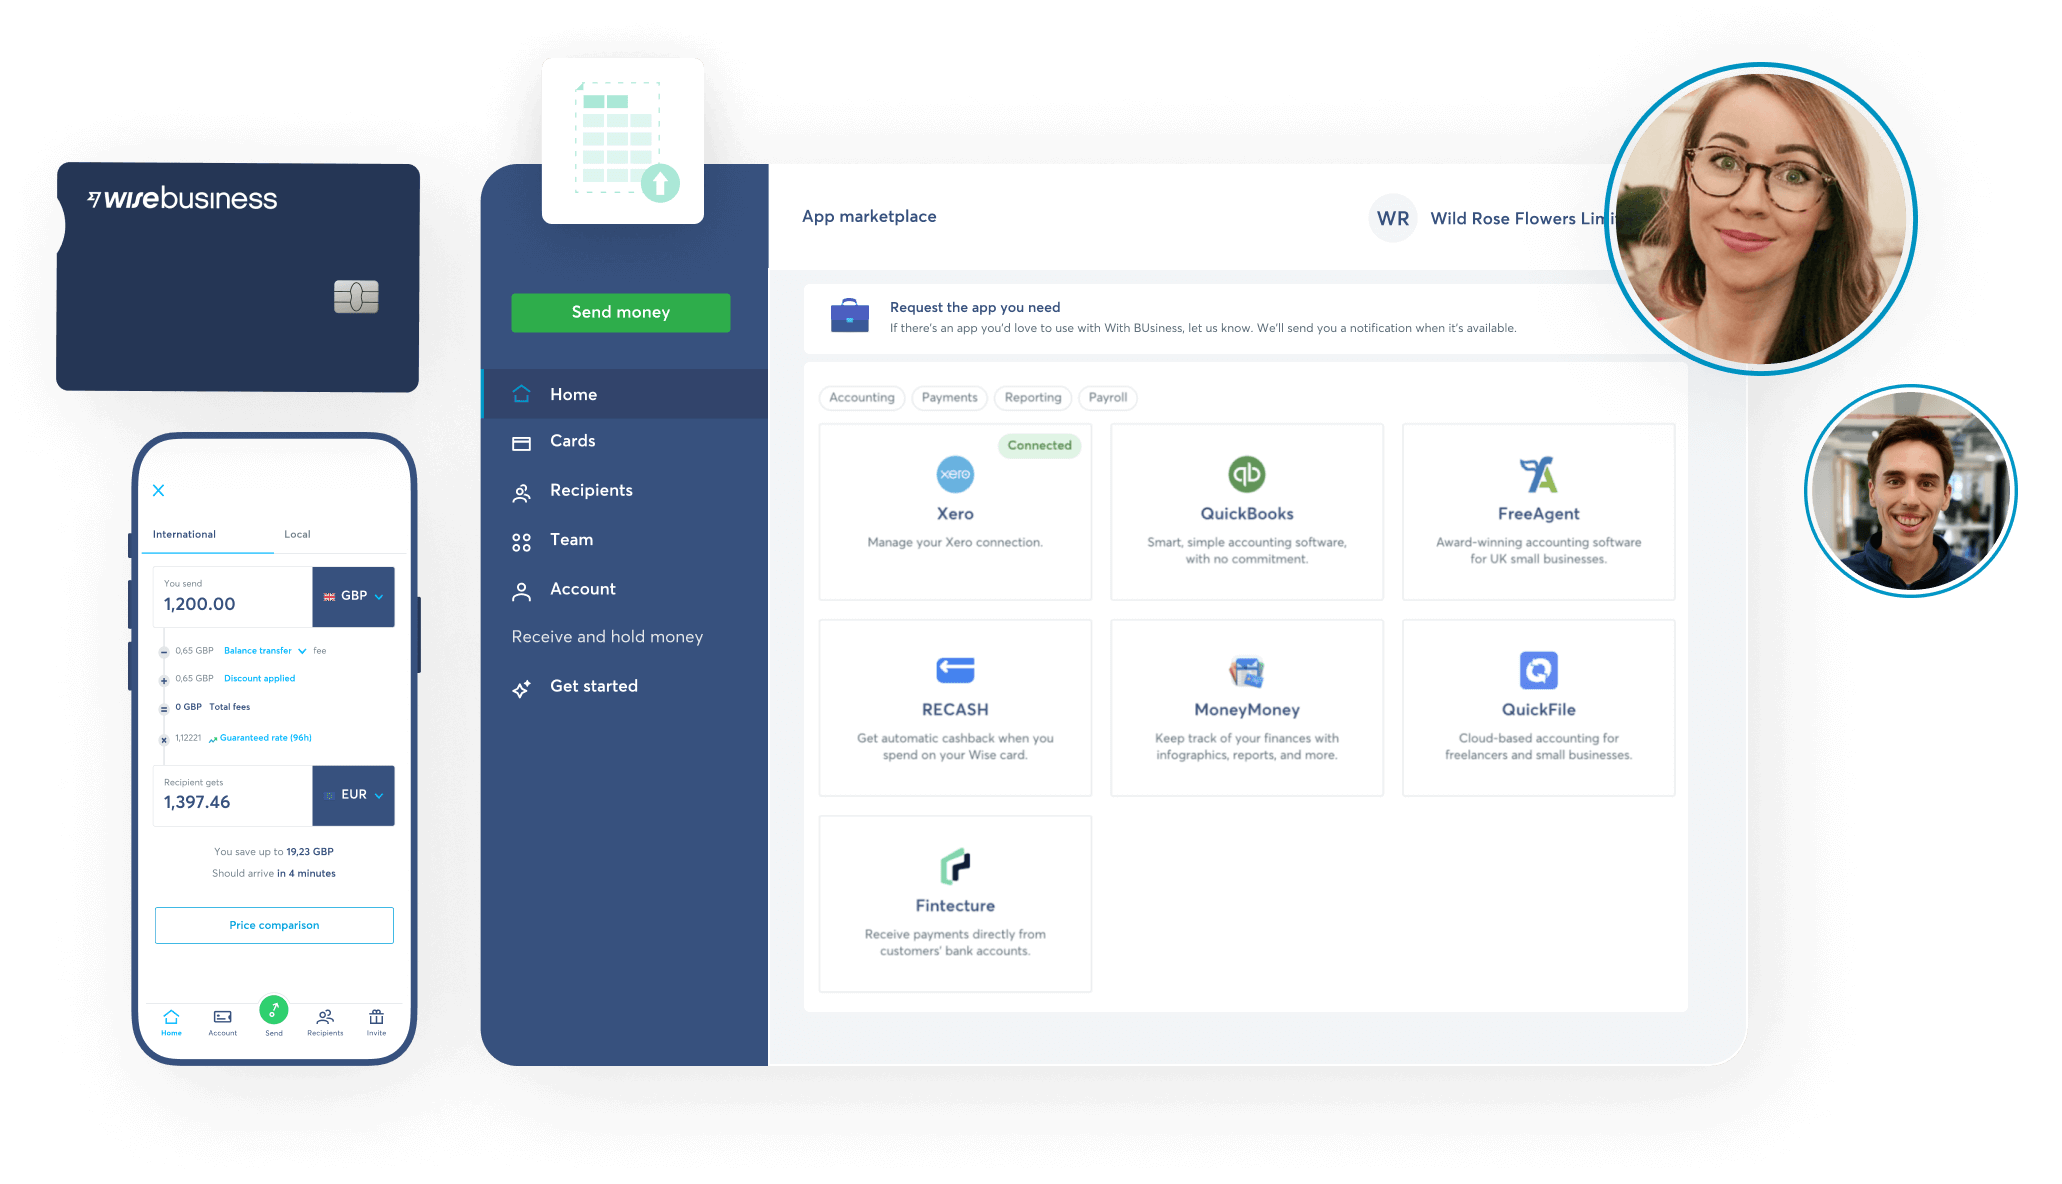 wise business
International Local
You send
1,200.00
GBP
0,65 GBP Balance transfer fee
0,65 GBP Discount applied
0 GBP Total fees
1,12221 Guaranteed rate (96h)
Recipient gets
1,397.46
EUR
You save up to 19,23 GBP
Should arrive in 4 minutes
Price comparison
Home Account Send Recipients Invite
Send money
Home
Cards
Recipients
Team
Account
Receive and hold money
Get started
App marketplace
WR Wild Rose Flowers
Request the app you need
If there's an app you'd love to use with With BUsiness, let us know. We'll send you a notification when it's available.
Accounting Payments Reporting Payroll
Connected
xero
Xero
Manage your Xero connection.
qb
QuickBooks
Smart, simple accounting software,
with no commitment.
FreeAgent
Award-winning accounting software
for UK small businesses.
RECASH
Get automatic cashback when you
spend on your Wise card.
MoneyMoney
Keep track of your finances with
infographics, reports, and more.
QuickFile
Cloud-based accounting for
freelancers and small businesses.
Fintecture
Receive payments directly from
customers' bank accounts.